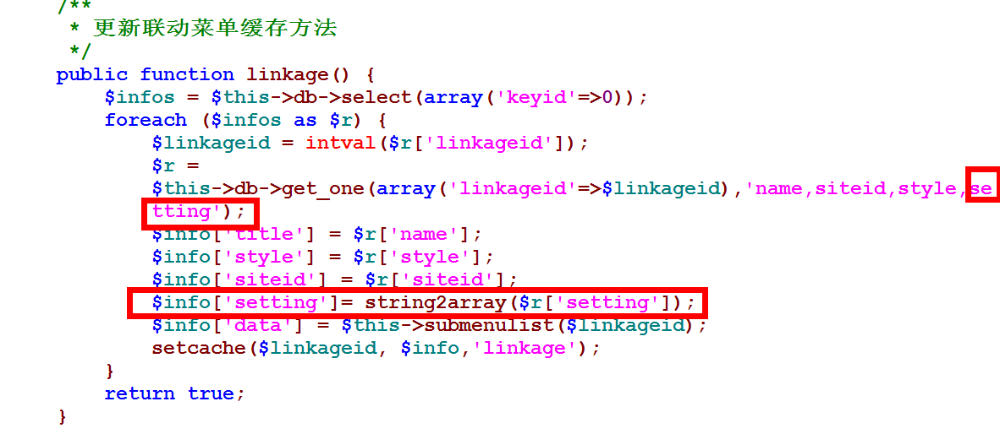 /**
 * 更新联动菜单缓存方法
 */
public function linkage() {
    $infos = $this->db->select(array('keyid'=>0));
    foreach ($infos as $r) {
        $linkageid = intval($r['linkageid']);
        $r =
        $this->db->get_one(array('linkageid'=>$linkageid),'name,siteid,style,se
        tting');
        $info['title'] = $r['name'];
        $info['style'] = $r['style'];
        $info['siteid'] = $r['siteid'];
        $info['setting']= string2array($r['setting']);
        $info['data'] = $this->submenulist($linkageid);
        setcache($linkageid, $info,'linkage');
    }
    return true;
}